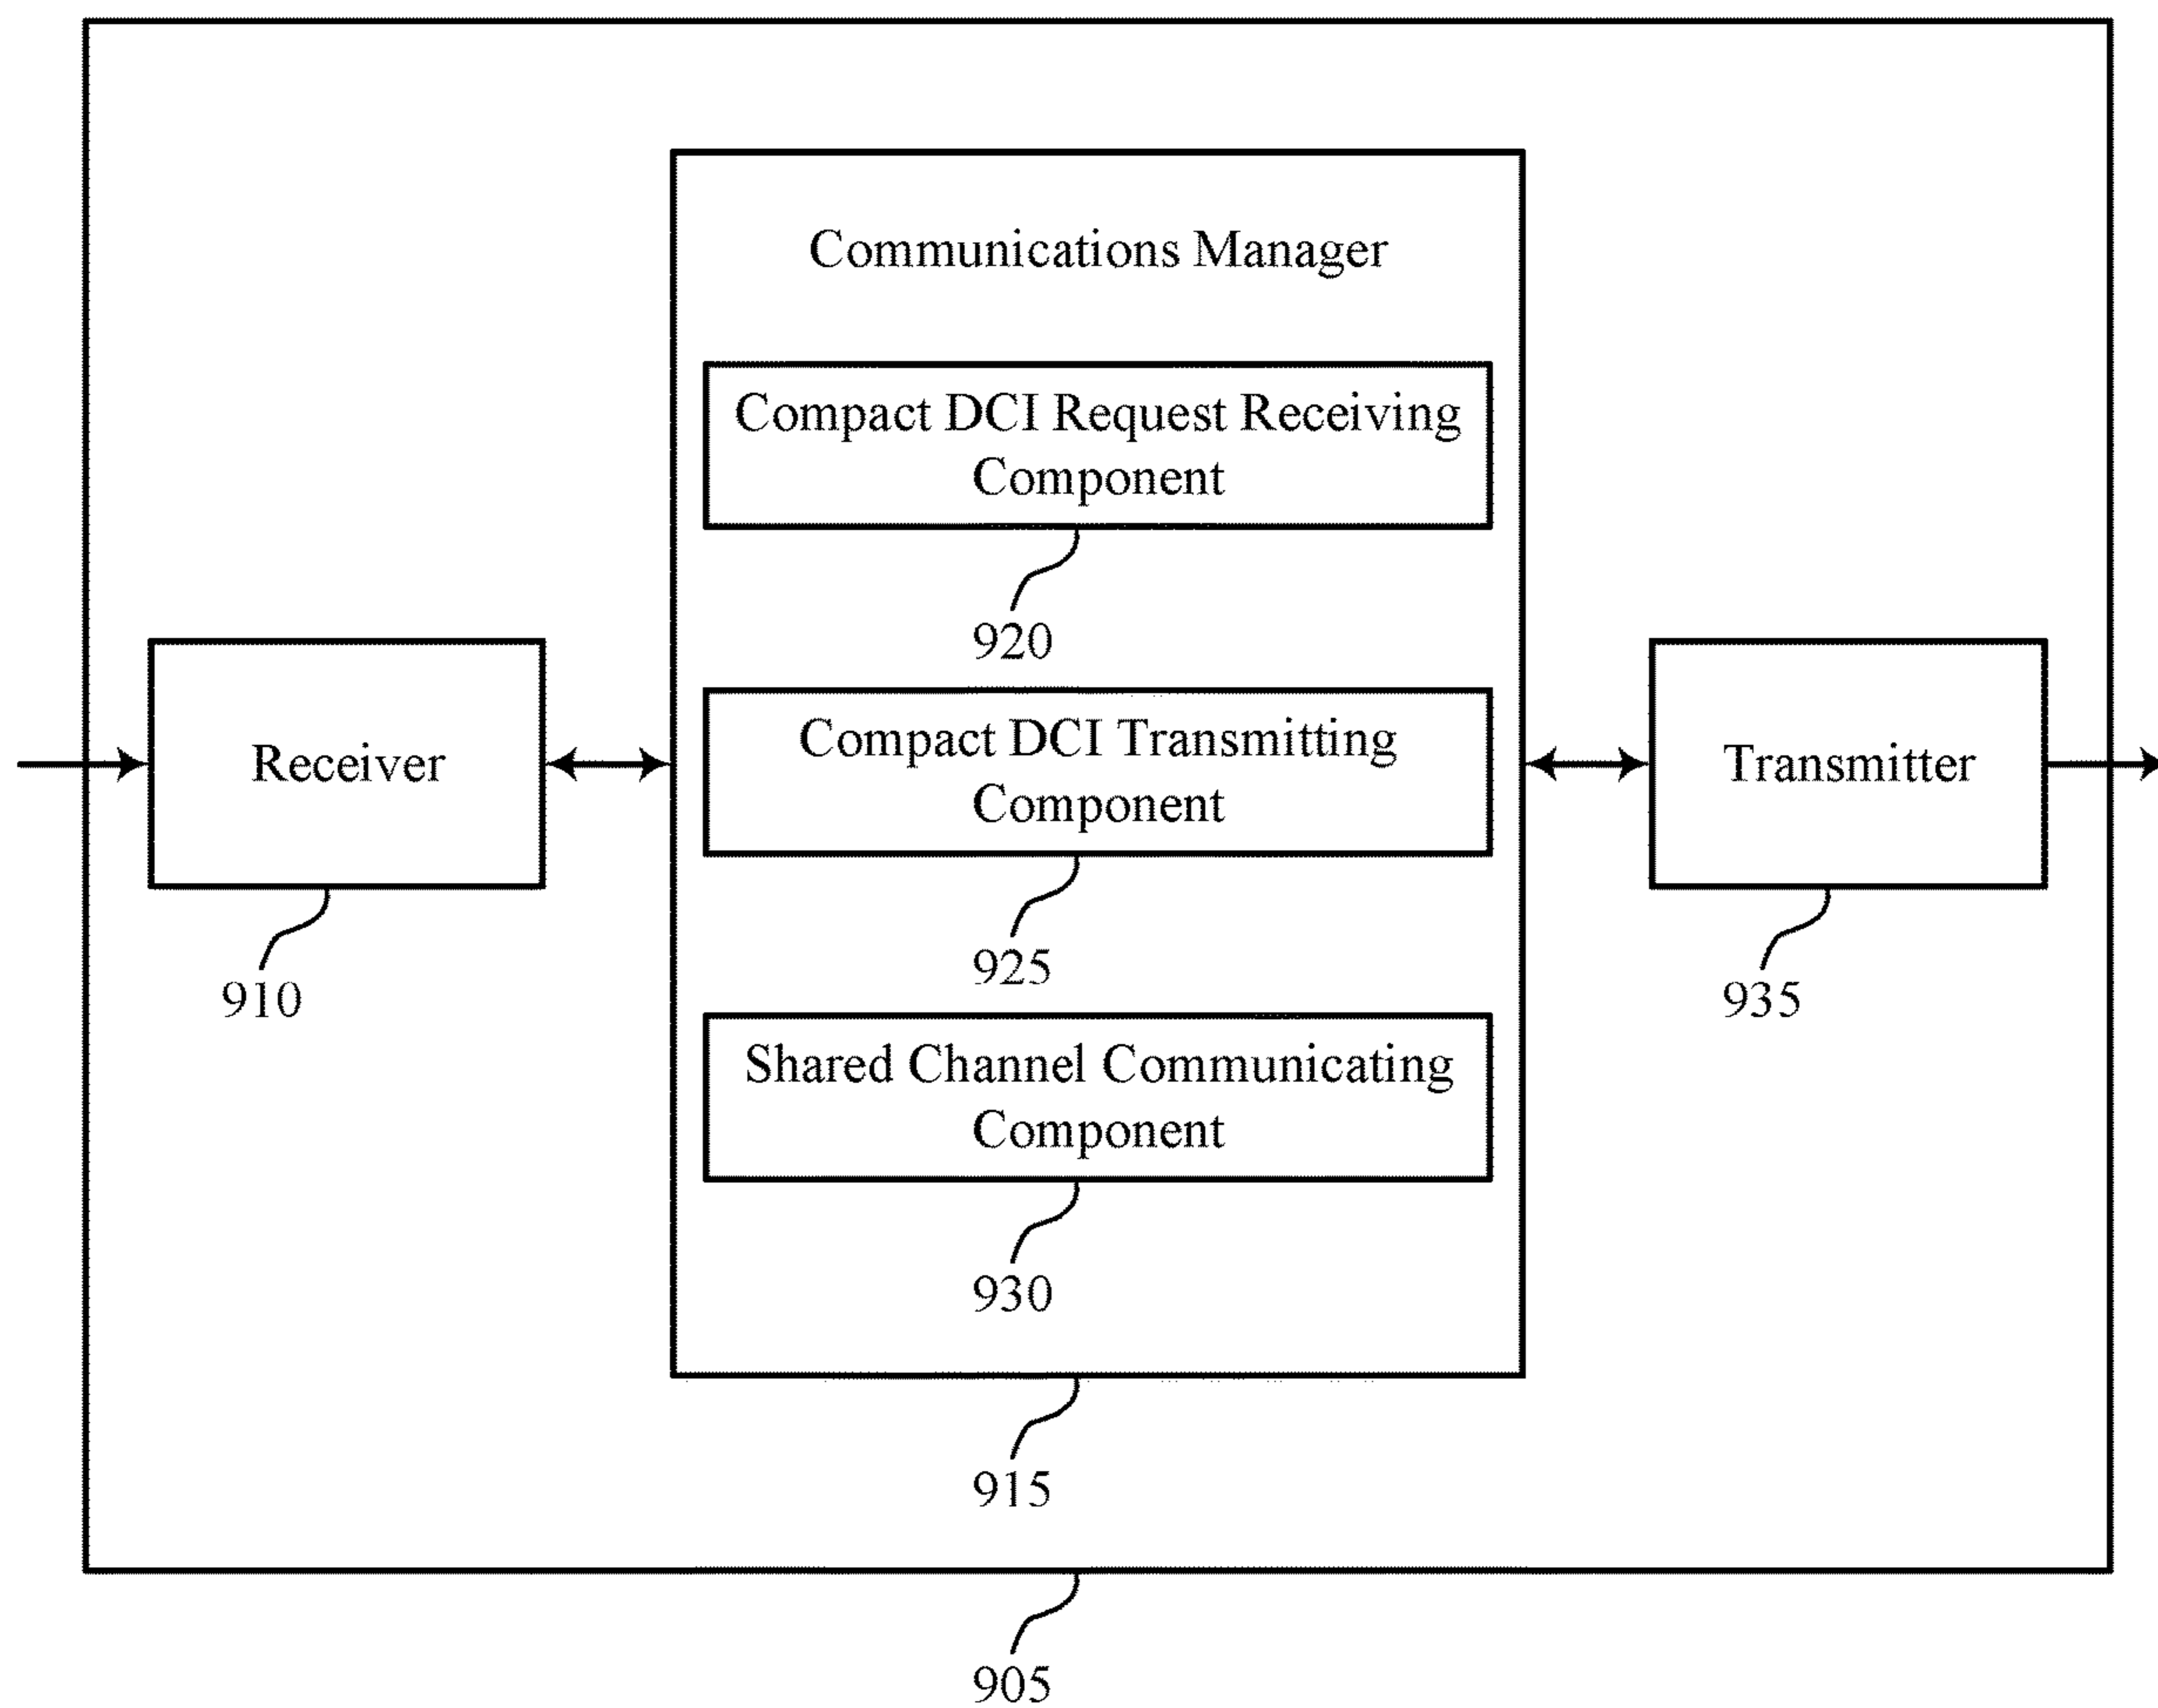 Communications Manager
Compact DCI Request Receiving
Component
920
Receiver
910
Compact DCI Transmitting
Component
925
Transmitter
935
Shared Channel Communicating
Component
930
915
905